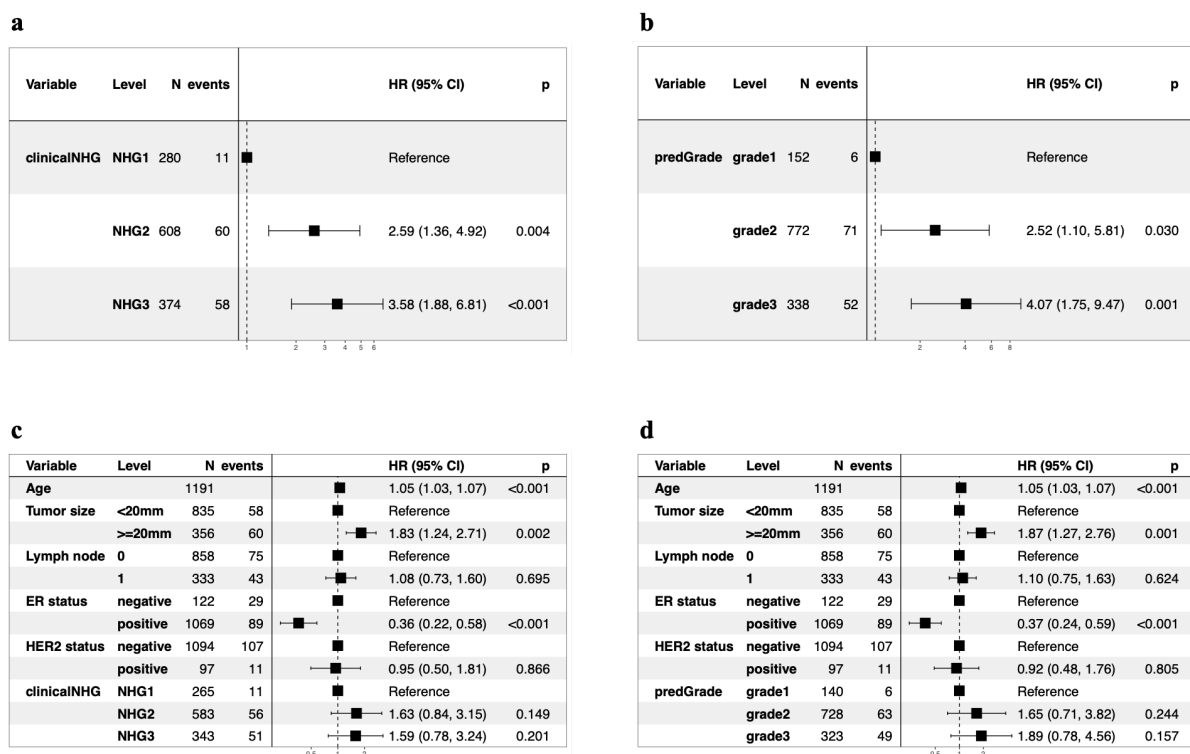 a
Variable Level N events HR (95% CI) p
clinicalNHG NHG1 280 11 Reference
NHG2 608 60 2.59 (1.36, 4.92) 0.004
NHG3 374 58 3.58 (1.88, 6.81) <0.001
1 2 3 4 5 6
b
Variable Level N events HR (95% CI) p
predGrade grade1 152 6 Reference
grade2 772 71 2.52 (1.10, 5.81) 0.030
grade3 338 52 4.07 (1.75, 9.47) 0.001
2 4 6 8
c
Variable Level N events HR (95% CI) p
Age 1191 1.05 (1.03, 1.07) <0.001
Tumor size <20mm 835 58 Reference
>=20mm 356 60 1.83 (1.24, 2.71) 0.002
Lymph node 0 858 75 Reference
1 333 43 1.08 (0.73, 1.60) 0.695
ER status negative 122 29 Reference
positive 1069 89 0.36 (0.22, 0.58) <0.001
HER2 status negative 1094 107 Reference
positive 97 11 0.95 (0.50, 1.81) 0.866
clinicalNHG NHG1 265 11 Reference
NHG2 583 56 1.63 (0.84, 3.15) 0.149
NHG3 343 51 1.59 (0.78, 3.24) 0.201
d
Variable Level N events HR (95% CI) p
Age 1191 1.05 (1.03, 1.07) <0.001
Tumor size <20mm 835 58 Reference
>=20mm 356 60 1.87 (1.27, 2.76) 0.001
Lymph node 0 858 75 Reference
1 333 43 1.10 (0.75, 1.63) 0.624
ER status negative 122 29 Reference
positive 1069 89 0.37 (0.24, 0.59) <0.001
HER2 status negative 1094 107 Reference
positive 97 11 0.92 (0.48, 1.76) 0.805
predGrade grade1 140 6 Reference
grade2 728 63 1.65 (0.71, 3.82) 0.244
grade3 323 49 1.89 (0.78, 4.56) 0.157